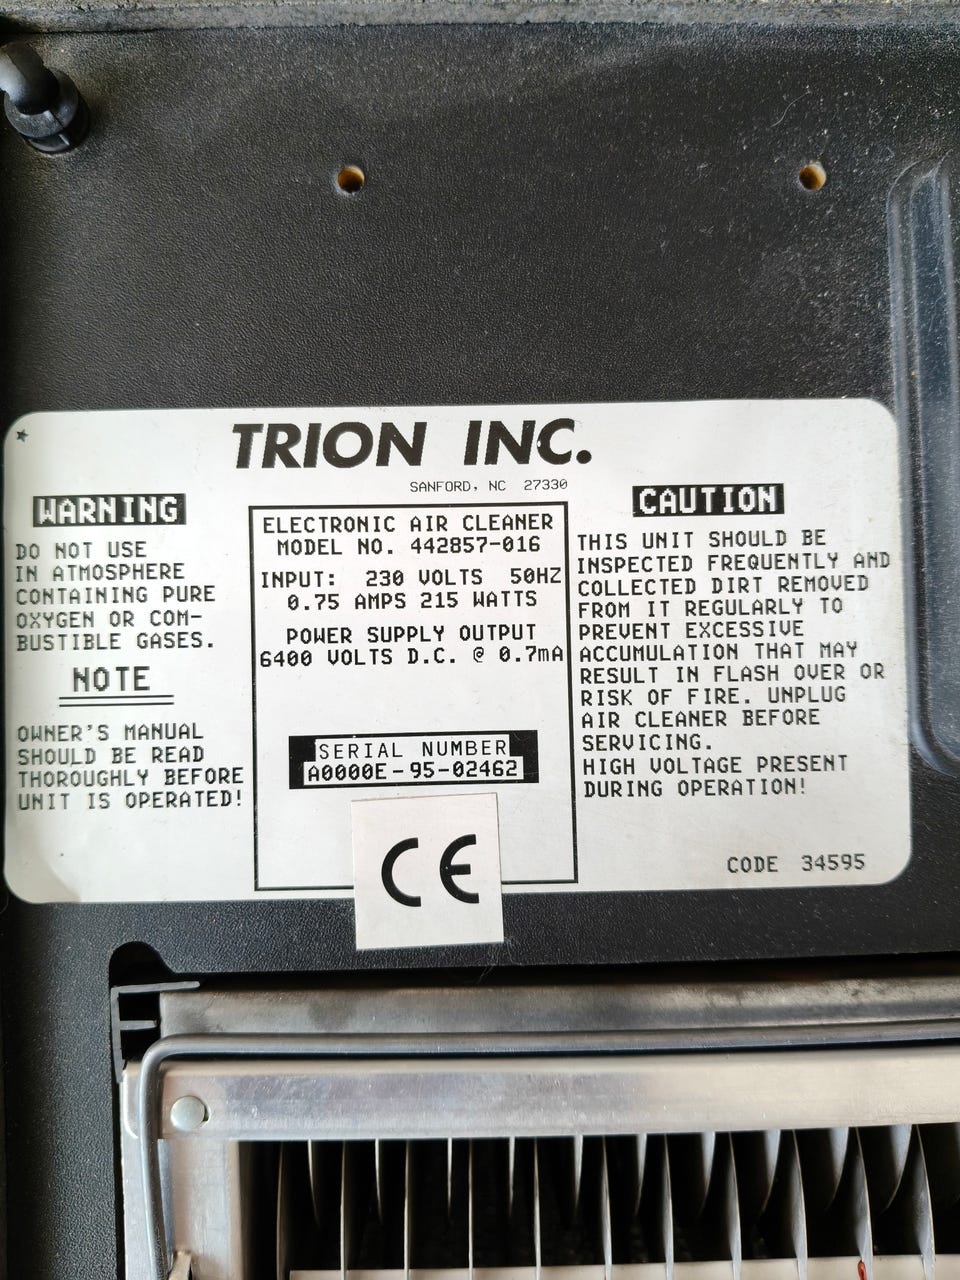 TRION INC.
SANFORD, NC 27330
WARNING
DO NOT USE
IN ATMOSPHERE
CONTAINING PURE
OXYGEN OR COM-
BUSTIBLE GASES.
NOTE
OWNER'S MANUAL
SHOULD BE READ
THOROUGHLY BEFORE
UNIT IS OPERATED!
ELECTRONIC AIR CLEANER
MODEL NO. 442857-016
INPUT: 230 VOLTS 50HZ
0.75 AMPS 215 WATTS
POWER SUPPLY OUTPUT
6400 VOLTS D.C. @ 0.7mA
SERIAL NUMBER
A0000E-95-02462
CE
CAUTION
THIS UNIT SHOULD BE
INSPECTED FREQUENTLY AND
COLLECTED DIRT REMOVED
FROM IT REGULARLY TO
PREVENT EXCESSIVE
ACCUMULATION THAT MAY
RESULT IN FLASH OVER OR
RISK OF FIRE. UNPLUG
AIR CLEANER BEFORE
SERVICING.
HIGH VOLTAGE PRESENT
DURING OPERATION!
CODE 34595